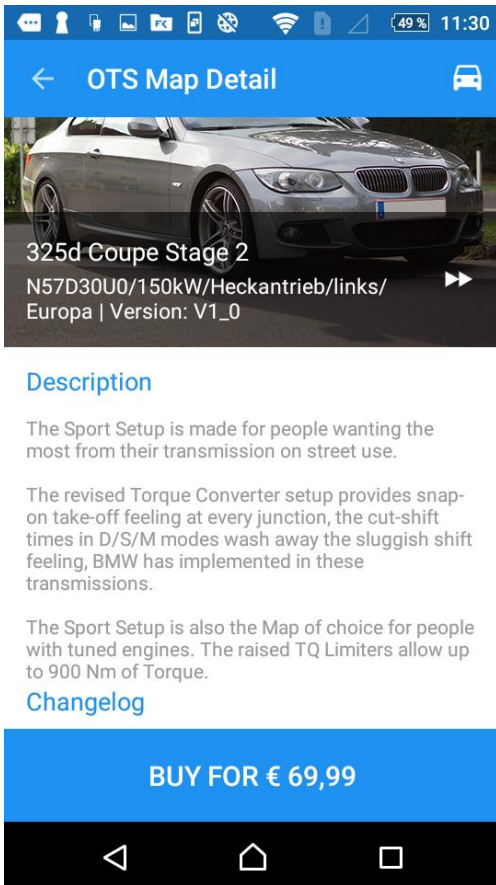 49 % 11:30
OTS Map Detail
325d Coupe Stage 2
N57D30U0/150kW/Heckantrieb/links/
Europa | Version: V1_0
Description
The Sport Setup is made for people wanting the
most from their transmission on street use.
The revised Torque Converter setup provides snap-
on take-off feeling at every junction, the cut-shift
times in D/S/M modes wash away the sluggish shift
feeling, BMW has implemented in these
transmissions.
The Sport Setup is also the Map of choice for people
with tuned engines. The raised TQ Limiters allow up
to 900 Nm of Torque.
Changelog
BUY FOR € 69,99